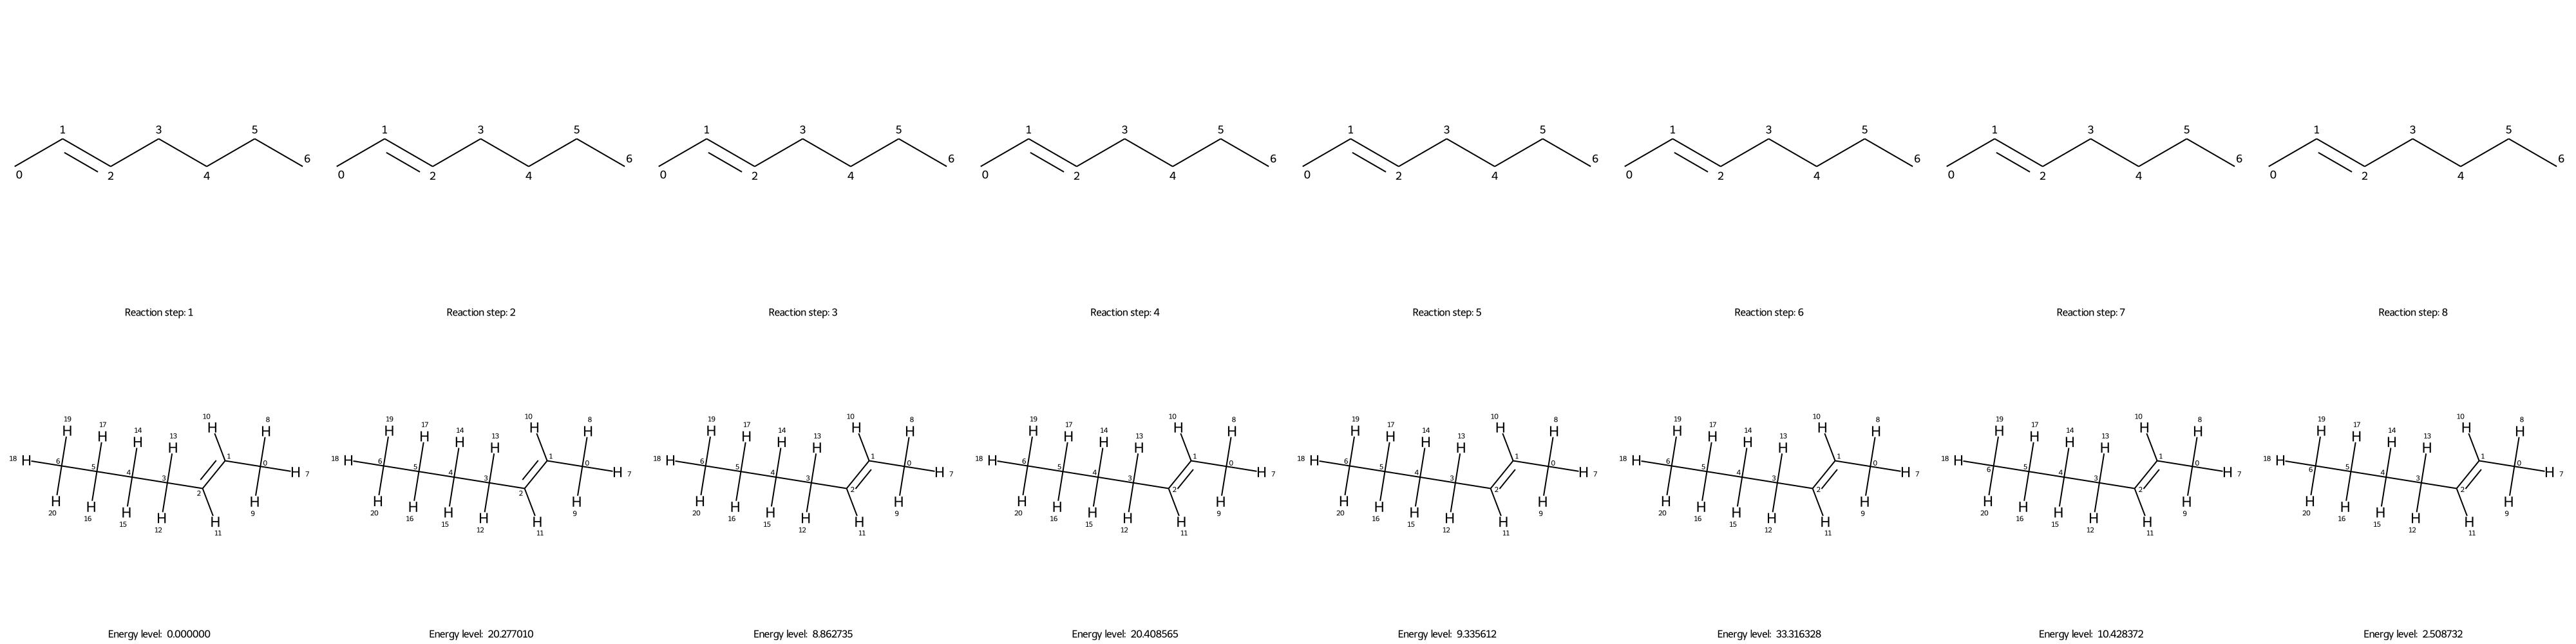 1 3 5
0 2 4 6
1 3 5
0 2 4 6
1 3 5
0 2 4 6
1 3 5
0 2 4 6
1 3 5
0 2 4 6
1 3 5
0 2 4 6
1 3 5
0 2 4 6
1 3 5
0 2 4 6
Reaction step: 1
Reaction step: 2
Reaction step: 3
Reaction step: 4
Reaction step: 5
Reaction step: 6
Reaction step: 7
Reaction step: 8
19 17 14 13 10 8
H H H H H H
18 H 6 5 4 3 2 1 0 H 7
H H H H H H
20 16 15 12 11 9
19 17 14 13 10 8
H H H H H H
18 H 6 5 4 3 2 1 0 H 7
H H H H H H
20 16 15 12 11 9
19 17 14 13 10 8
H H H H H H
18 H 6 5 4 3 2 1 0 H 7
H H H H H H
20 16 15 12 11 9
19 17 14 13 10 8
H H H H H H
18 H 6 5 4 3 2 1 0 H 7
H H H H H H
20 16 15 12 11 9
19 17 14 13 10 8
H H H H H H
18 H 6 5 4 3 2 1 0 H 7
H H H H H H
20 16 15 12 11 9
19 17 14 13 10 8
H H H H H H
18 H 6 5 4 3 2 1 0 H 7
H H H H H H
20 16 15 12 11 9
19 17 14 13 10 8
H H H H H H
18 H 6 5 4 3 2 1 0 H 7
H H H H H H
20 16 15 12 11 9
19 17 14 13 10 8
H H H H H H
18 H 6 5 4 3 2 1 0 H 7
H H H H H H
20 16 15 12 11 9
Energy level: 0.000000
Energy level: 20.277010
Energy level: 8.862735
Energy level: 20.408565
Energy level: 9.335612
Energy level: 33.316328
Energy level: 10.428372
Energy level: 2.508732